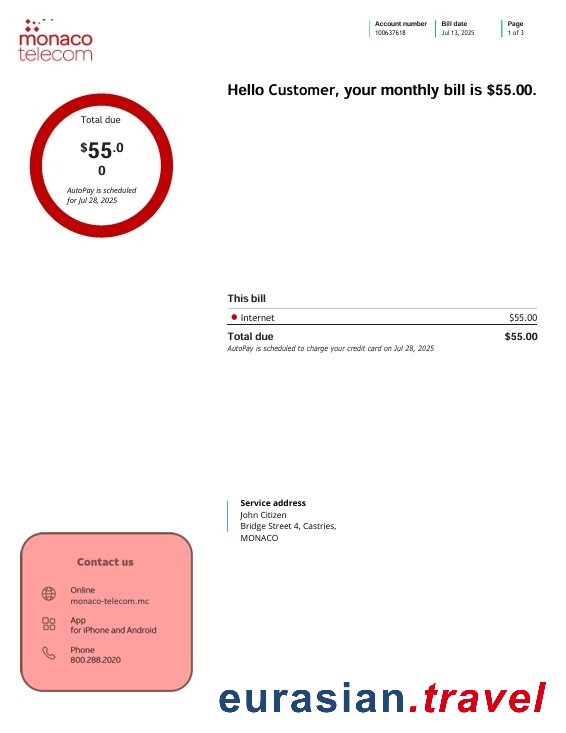 monaco
telecom
Account number
100637618
Bill date
Jul 13, 2025
Page
1 of 3
Hello Customer, your monthly bill is $55.00.
Total due
$55.0
0
AutoPay is scheduled
for Jul 28, 2025
This bill
Internet $55.00
Total due $55.00
AutoPay is scheduled to charge your credit card on Jul 28, 2025
Service address
John Citizen
Bridge Street 4, Castries,
MONACO
Contact us
Online
monaco-telecom.mc
App
for iPhone and Android
Phone
800.288.2020
eurasian.travel